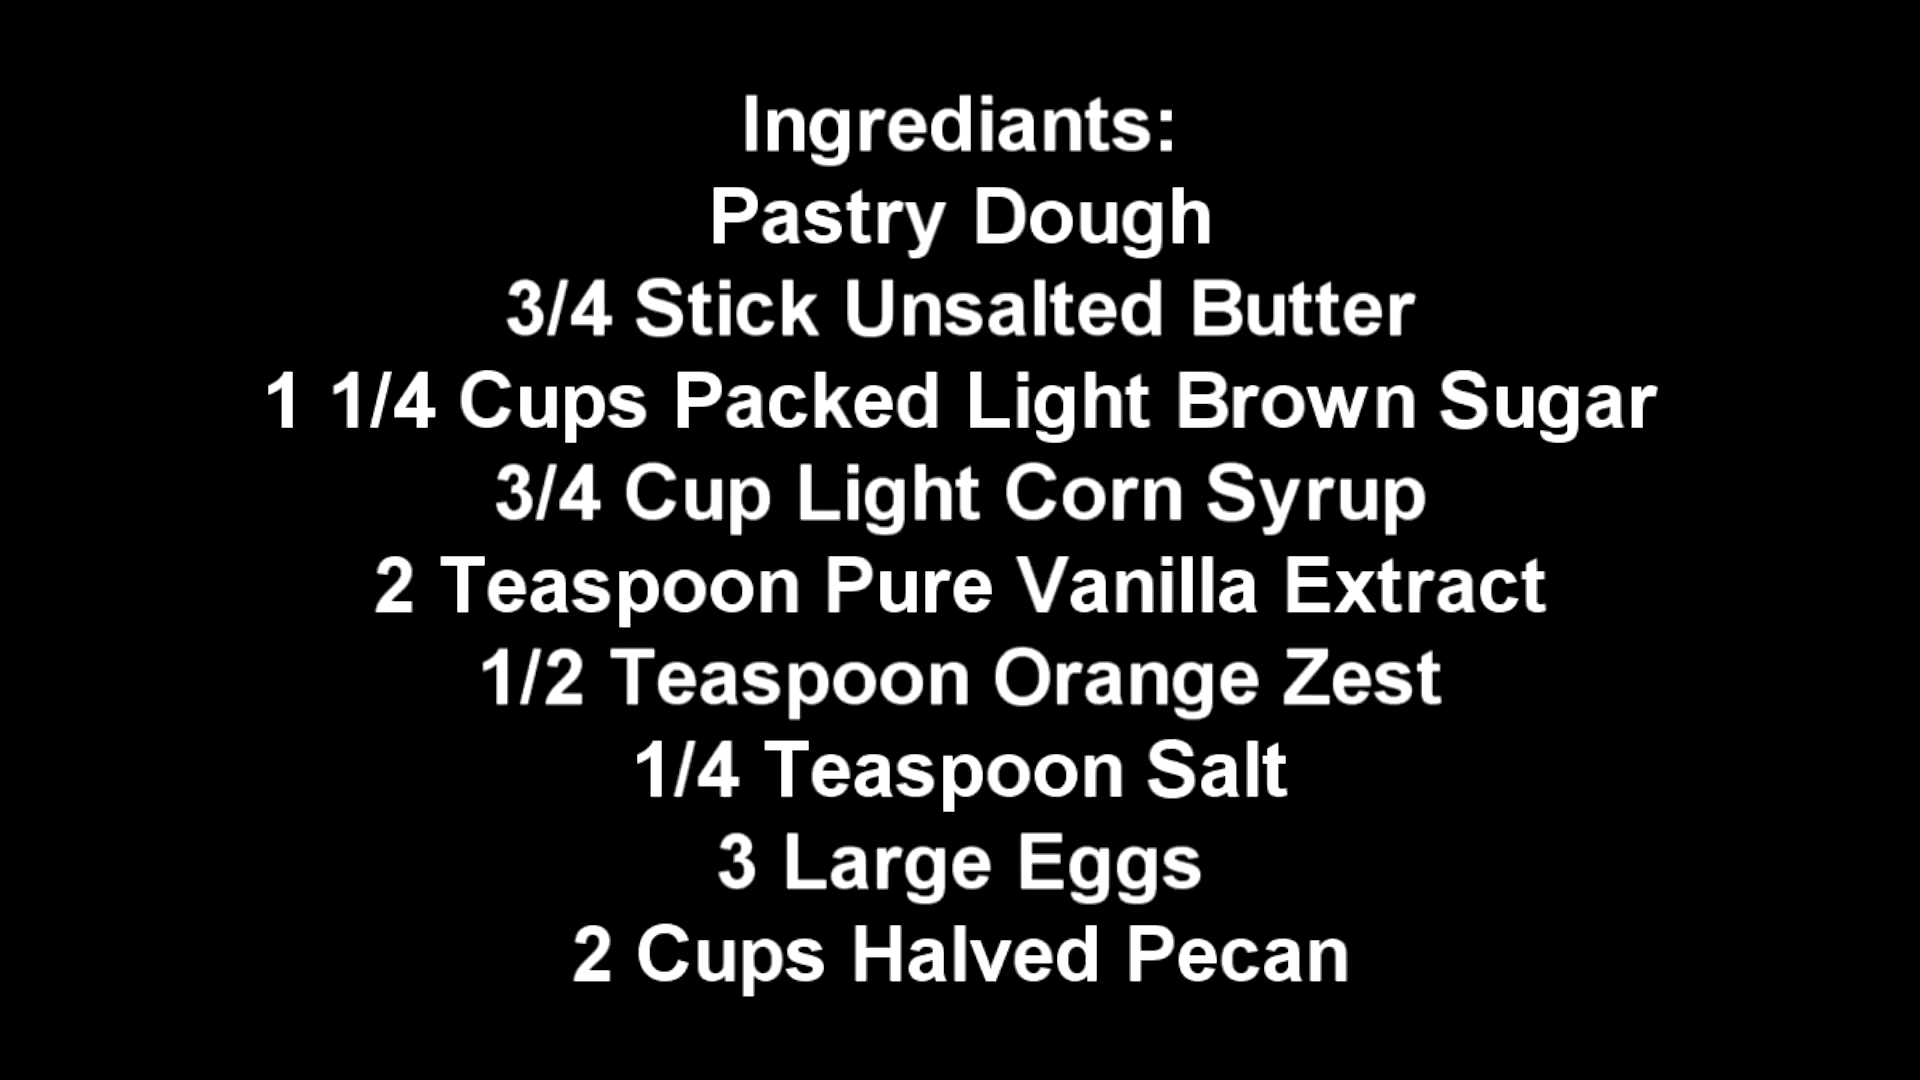 Ingrediants:
Pastry Dough
3/4 Stick Unsalted Butter
1 1/4 Cups Packed Light Brown Sugar
3/4 Cup Light Corn Syrup
2 Teaspoon Pure Vanilla Extract
1/2 Teaspoon Orange Zest
1/4 Teaspoon Salt
3 Large Eggs
2 Cups Halved Pecan